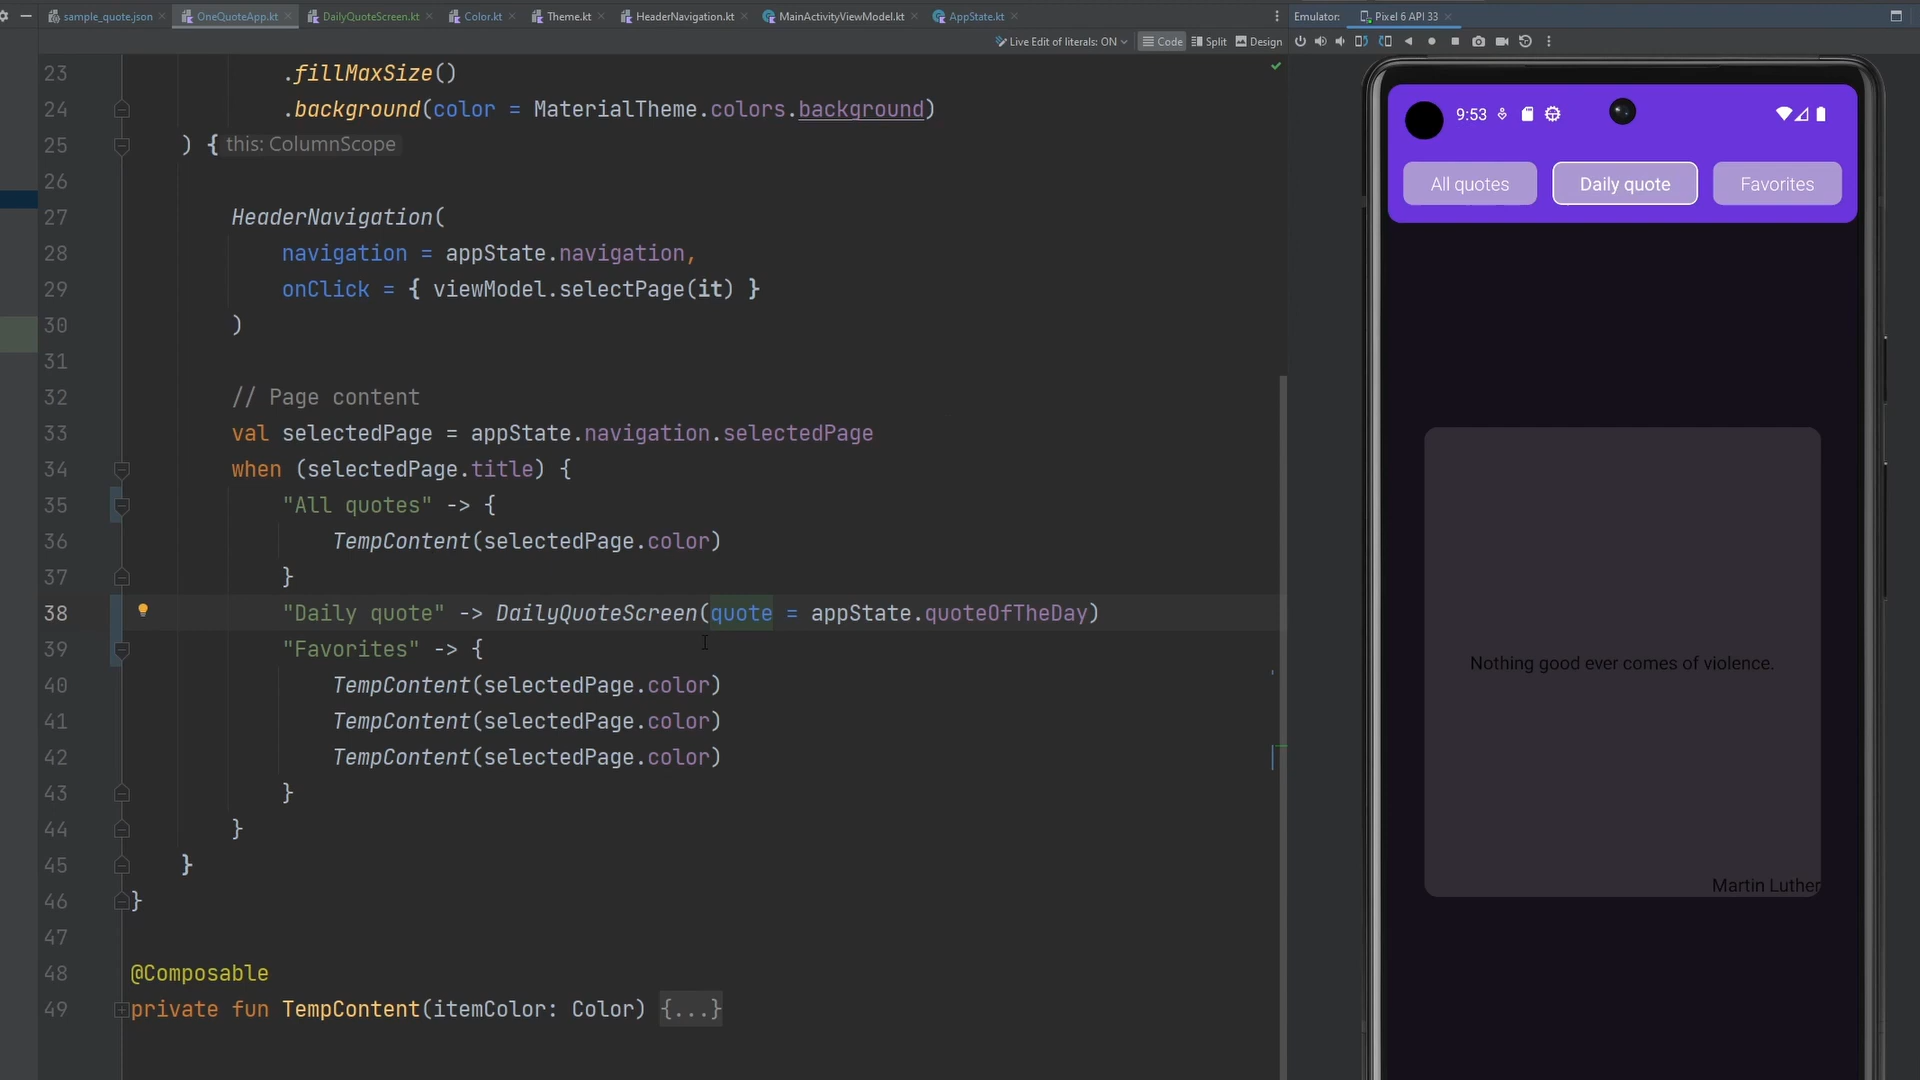 sample_quote.json
OneQuoteApp.kt
DailyQuoteScreen.kt
Color.kt
Theme.kt
HeaderNavigation.kt
MainActivityViewModel.kt
AppState.kt
Emulator:
Pixel 6 API 33
Live Edit of literals: ON
Code
Split
Design
23 .fillMaxSize()
24 .background(color = MaterialTheme.colors.background)
25 ) { this: ColumnScope
26
27 HeaderNavigation(
28 navigation = appState.navigation,
29 onClick = { viewModel.selectPage(it) }
30 )
31
32 // Page content
33 val selectedPage = appState.navigation.selectedPage
34 when (selectedPage.title) {
35 "All quotes" -> {
36 TempContent(selectedPage.color)
37 }
38 "Daily quote" -> DailyQuoteScreen(quote = appState.quoteOfTheDay)
39 "Favorites" -> {
40 TempContent(selectedPage.color)
41 TempContent(selectedPage.color)
42 TempContent(selectedPage.color)
43 }
44 }
45 }
46 }
47
48 @Composable
49 private fun TempContent(itemColor: Color) {...}
9:53
All quotes
Daily quote
Favorites
Nothing good ever comes of violence.
Martin Luther